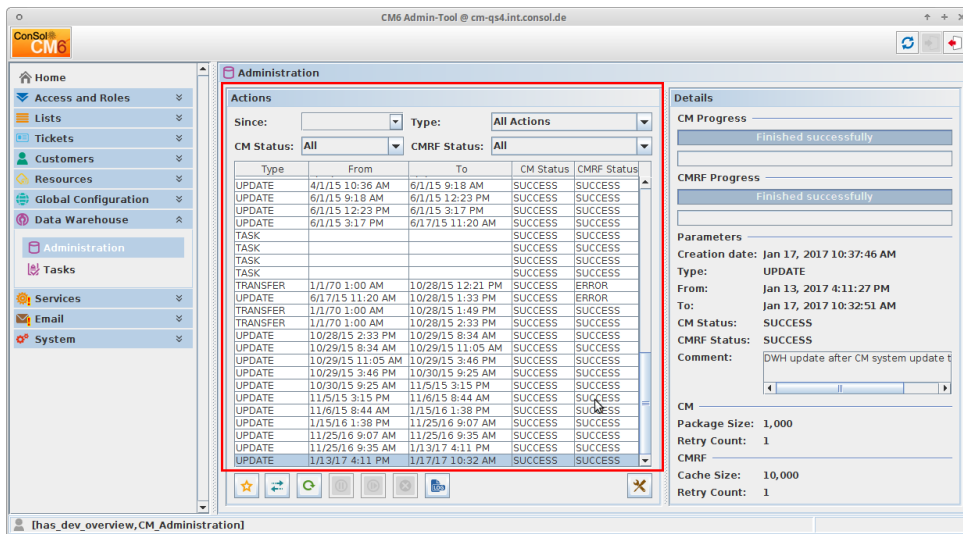 CM6 Admin-Tool @ cm-qs4.int.consol.de
ConSol
CM6
Home
Access and Roles
Lists
Tickets
Customers
Resources
Global Configuration
Data Warehouse
Administration
Tasks
Services
Email
System
Administration
Actions
Since: Type: All Actions
CM Status: All CMRF Status: All
Type From To CM Status CMRF Status
UPDATE 4/1/15 10:36 AM 6/1/15 9:18 AM SUCCESS SUCCESS
UPDATE 6/1/15 9:18 AM 6/1/15 12:23 PM SUCCESS SUCCESS
UPDATE 6/1/15 12:23 PM 6/1/15 3:17 PM SUCCESS SUCCESS
UPDATE 6/1/15 3:17 PM 6/17/15 11:20 AM SUCCESS SUCCESS
TASK SUCCESS SUCCESS
TASK SUCCESS SUCCESS
TASK SUCCESS SUCCESS
TASK SUCCESS SUCCESS
TRANSFER 1/1/70 1:00 AM 10/28/15 12:21 PM SUCCESS ERROR
UPDATE 6/17/15 11:20 AM 10/28/15 1:33 PM SUCCESS ERROR
TRANSFER 1/1/70 1:00 AM 10/28/15 1:49 PM SUCCESS SUCCESS
TRANSFER 1/1/70 1:00 AM 10/28/15 2:33 PM SUCCESS SUCCESS
UPDATE 10/28/15 2:33 PM 10/29/15 8:34 AM SUCCESS SUCCESS
UPDATE 10/29/15 8:34 AM 10/29/15 11:05 AM SUCCESS SUCCESS
UPDATE 10/29/15 11:05 AM 10/29/15 3:46 PM SUCCESS SUCCESS
UPDATE 10/29/15 3:46 PM 10/30/15 9:25 AM SUCCESS SUCCESS
UPDATE 10/30/15 9:25 AM 11/5/15 3:15 PM SUCCESS SUCCESS
UPDATE 11/5/15 3:15 PM 11/6/15 8:44 AM SUCCESS SUCCESS
UPDATE 11/6/15 8:44 AM 1/15/16 1:38 PM SUCCESS SUCCESS
UPDATE 1/15/16 1:38 PM 11/25/16 9:07 AM SUCCESS SUCCESS
UPDATE 11/25/16 9:07 AM 11/25/16 9:35 AM SUCCESS SUCCESS
UPDATE 11/25/16 9:35 AM 1/13/17 4:11 PM SUCCESS SUCCESS
UPDATE 1/13/17 4:11 PM 1/17/17 10:32 AM SUCCESS SUCCESS
LOG
Details
CM Progress
Finished successfully
CMRF Progress
Finished successfully
Parameters
Creation date: Jan 17, 2017 10:37:46 AM
Type: UPDATE
From: Jan 13, 2017 4:11:27 PM
To: Jan 17, 2017 10:32:51 AM
CM Status: SUCCESS
CMRF Status: SUCCESS
Comment: DWH update after CM system update t
CM
Package Size: 1,000
Retry Count: 1
CMRF
Cache Size: 10,000
Retry Count: 1
[has_dev_overview,CM_Administration]